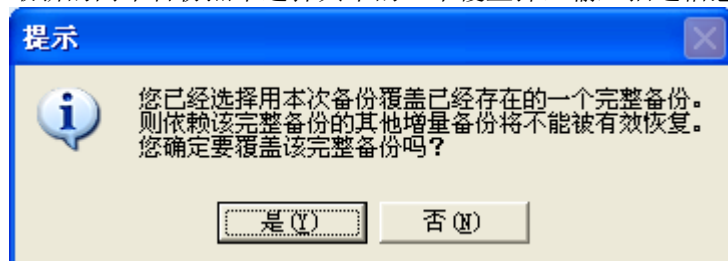 提示
您已经选择用本次备份覆盖已经存在的一个完整备份。
则依赖该完整备份的其他增量备份将不能被有效恢复。
您确定要覆盖该完整备份吗？
是(Y)
否(N)